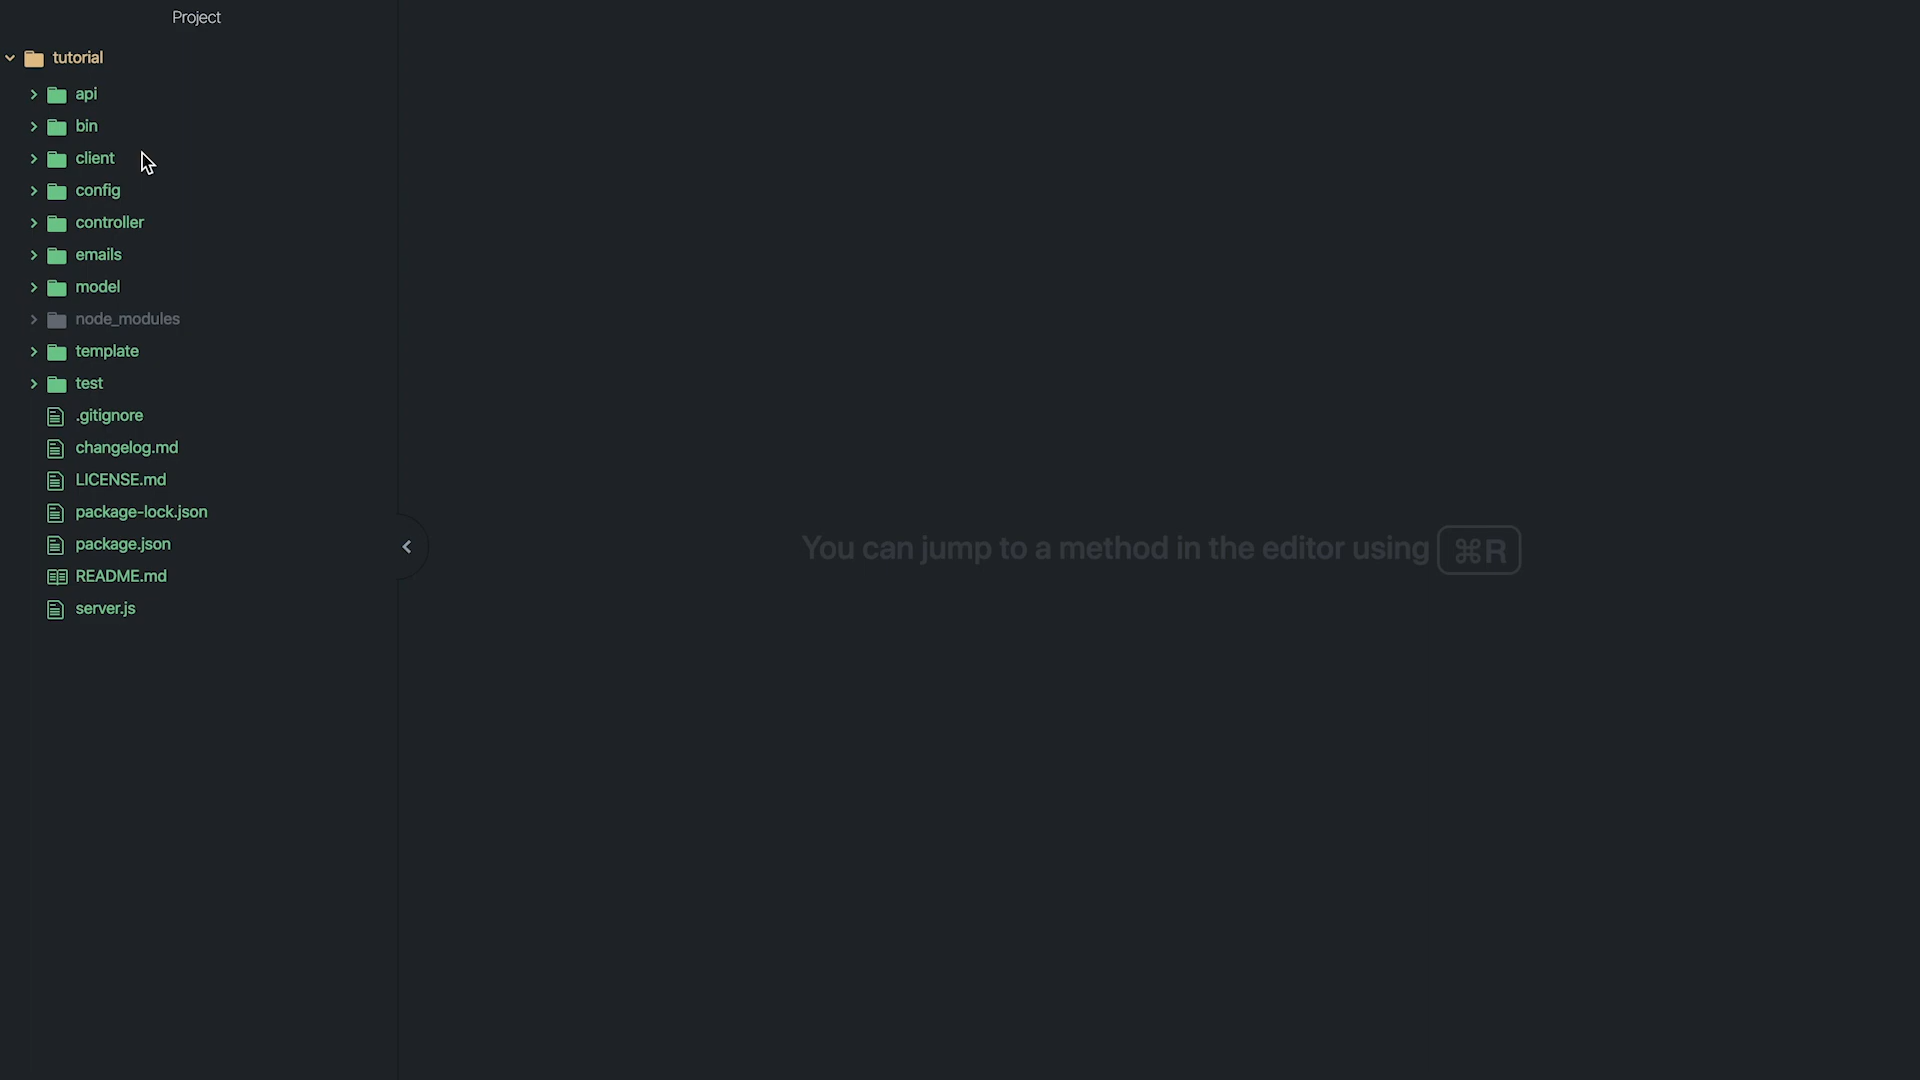 Project
tutorial
api
bin
client
config
controller
emails
model
node_modules
template
test
.gitignore
changelog.md
LICENSE.md
package-lock.json
package.json
README.md
server.js
You can jump to a method in the editor using ⌘R